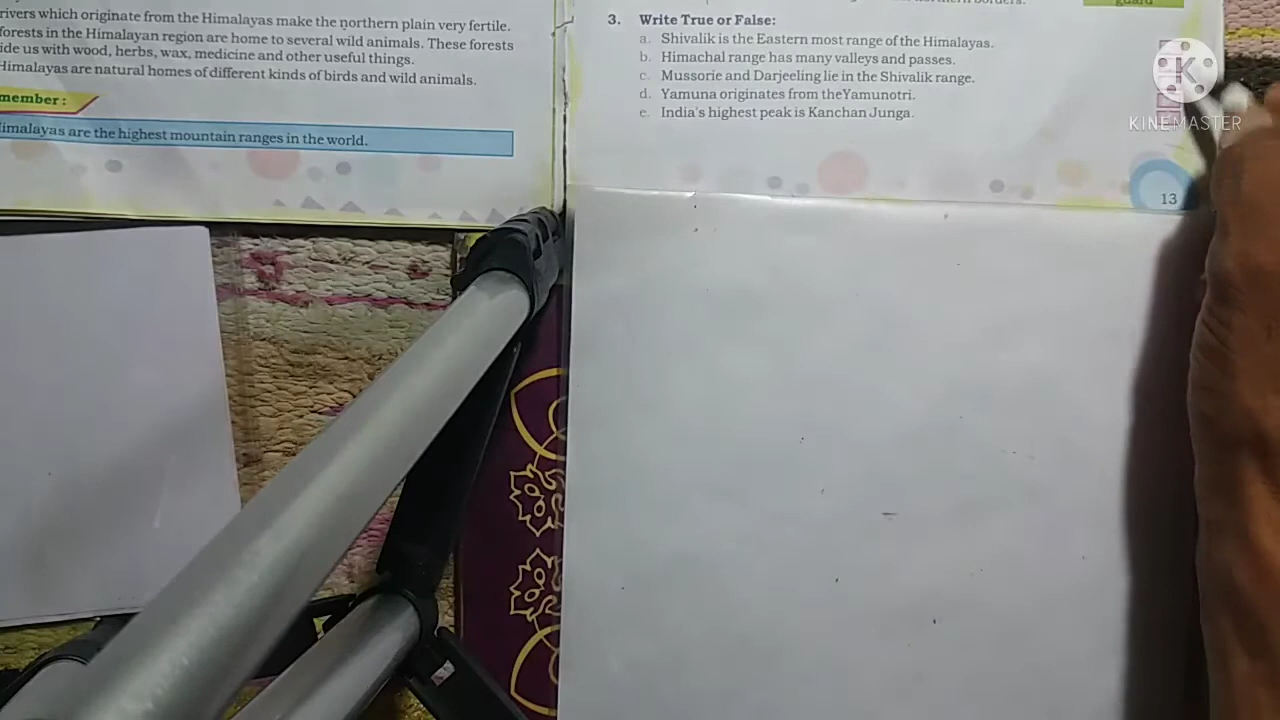 rivers which originate from the Himalayas make the northern plain very fertile.
forests in the Himalayan region are home to several wild animals. These forests
ide us with wood, herbs, wax, medicine and other useful things.
Himalayas are natural homes of different kinds of birds and wild animals.
member :
imalayas are the highest mountain ranges in the world.
guard
3. Write True or False:
a. Shivalik is the Eastern most range of the Himalayas.
b. Himachal range has many valleys and passes.
c. Mussorie and Darjeeling lie in the Shivalik range.
d. Yamuna originates from theYamunotri.
e. India's highest peak is Kanchan Junga.
13
KINEMASTER